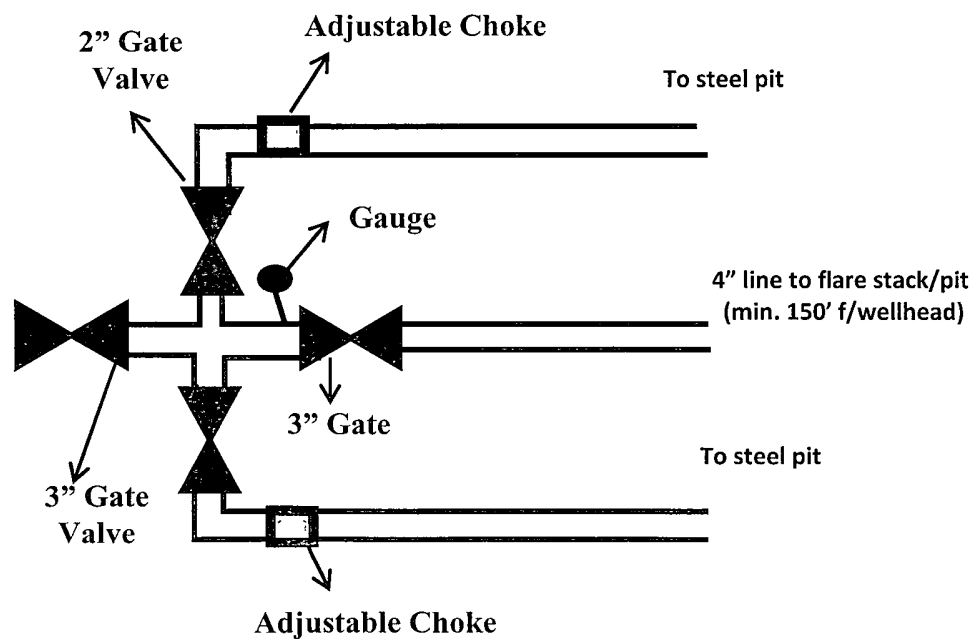 Adjustable Choke
2” Gate
Valve
To steel pit
Gauge
4” line to flare stack/pit
(min. 150’ f/wellhead)
3” Gate
To steel pit
3” Gate
Valve
Adjustable Choke